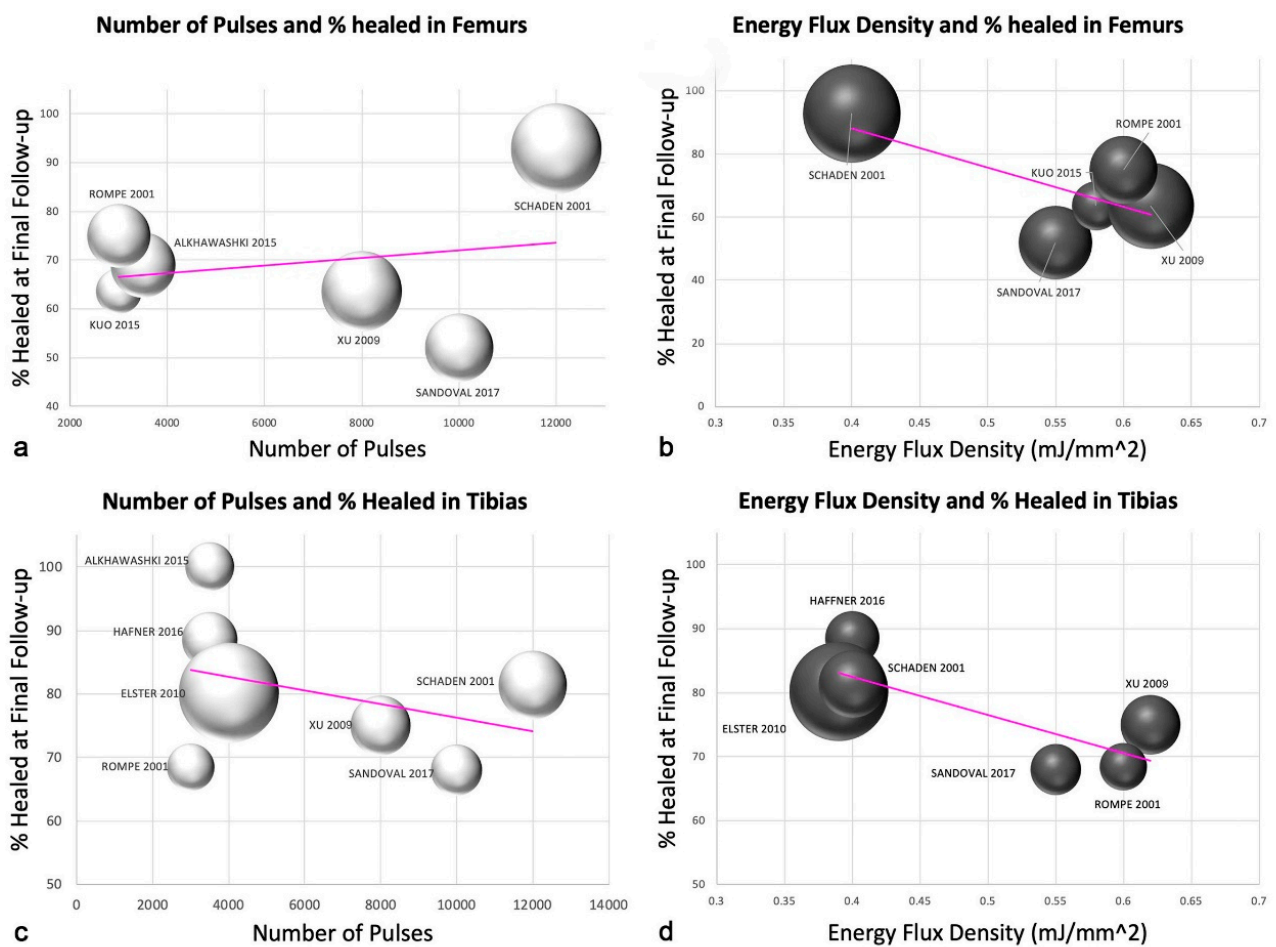 Number of Pulses and % healed in Femurs
% Healed at Final Follow-up
100
90
80
70
60
50
40
ROMPE 2001
ALKHAWASHKI 2015
KUO 2015
XU 2009
SANDOVAL 2017
SCHADEN 2001
2000 4000 6000 8000 10000 12000
a
Number of Pulses
Energy Flux Density and % healed in Femurs
% Healed at Final Follow-up
100
80
60
40
20
0
ROMPE 2001
KUO 2015
SCHADEN 2001
XU 2009
SANDOVAL 2017
0.3 0.35 0.4 0.45 0.5 0.55 0.6 0.65 0.7
b
Energy Flux Density (mJ/mm^2)
Number of Pulses and % Healed in Tibias
% Healed at Final Follow-up
100
90
80
70
60
50
ALKHAWASHKI 2015
HAFNER 2016
SCHADEN 2001
ELSTER 2010
XU 2009
ROMPE 2001
SANDOVAL 2017
0 2000 4000 6000 8000 10000 12000 14000
c
Number of Pulses
Energy Flux Density and % Healed in Tibias
% Healed at Final Follow-up
100
90
80
70
60
50
HAFFNER 2016
SCHADEN 2001
XU 2009
ELSTER 2010
SANDOVAL 2017
ROMPE 2001
0.3 0.35 0.4 0.45 0.5 0.55 0.6 0.65 0.7
d
Energy Flux Density (mJ/mm^2)